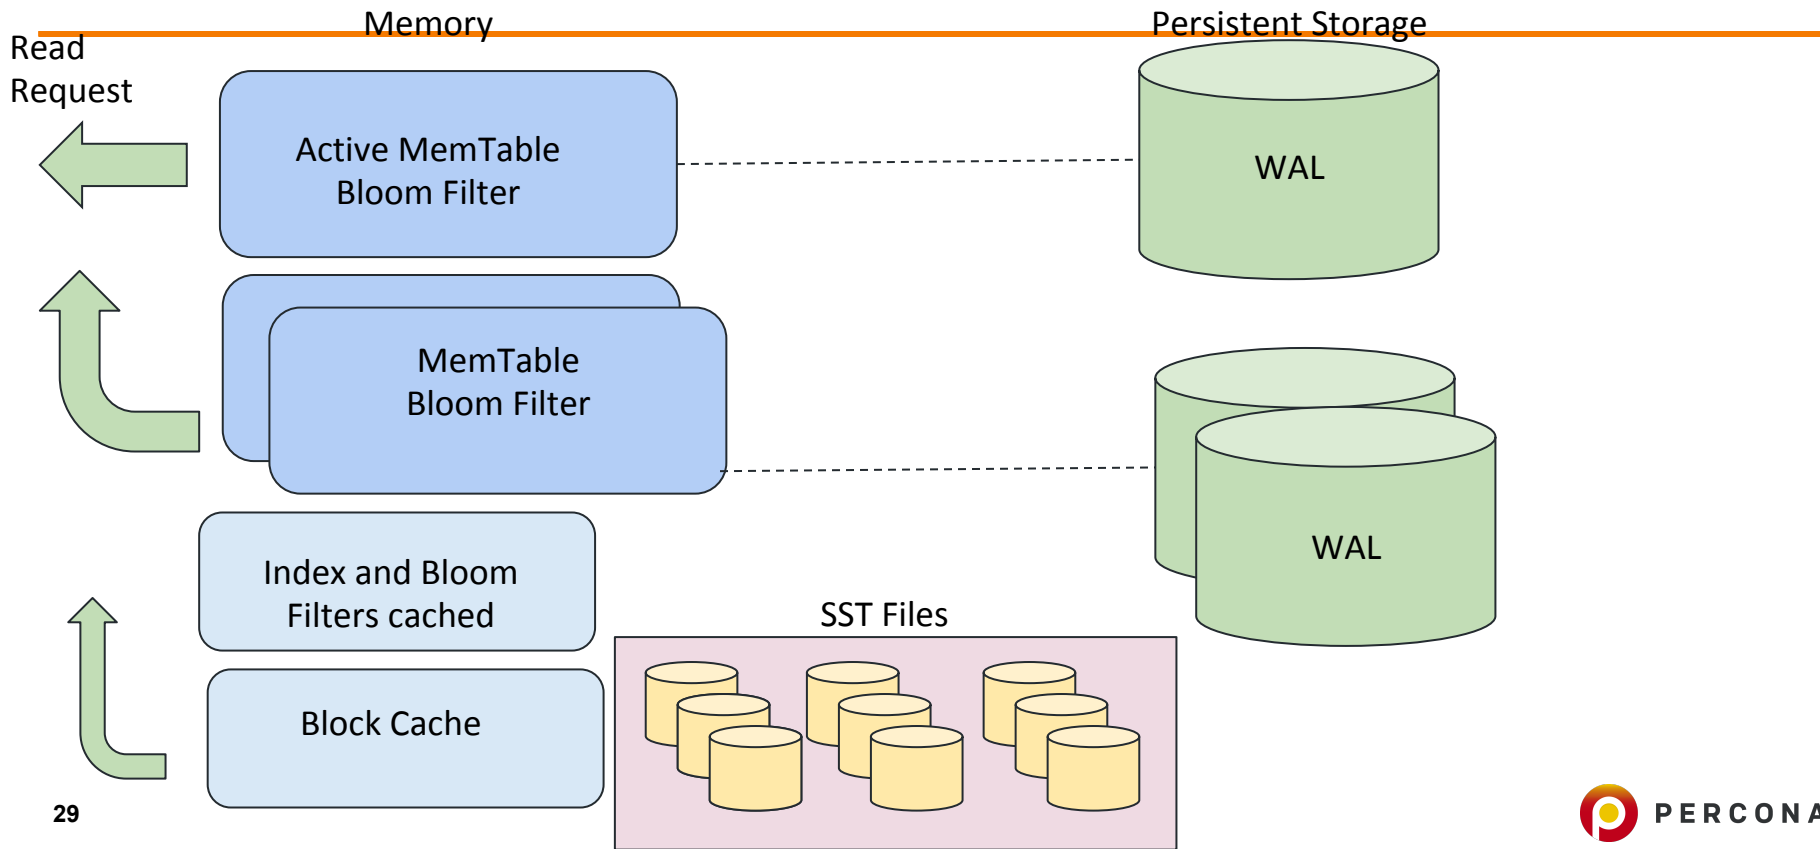 Memory
Persistent Storage
Read
Request
Active MemTable
Bloom Filter
WAL
MemTable
Bloom Filter
WAL
Index and Bloom
Filters cached
SST Files
Block Cache
29
PERCONA